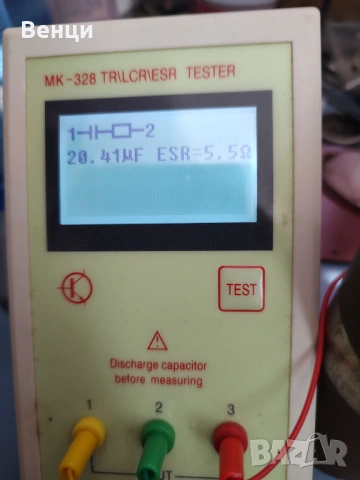 Венци
MK-328 TR\LCR\ESR TESTER
1 2
20.41µF ESR=5.5Ω
TEST
Discharge capacitor
before measuring
1 2 3
BAZAR